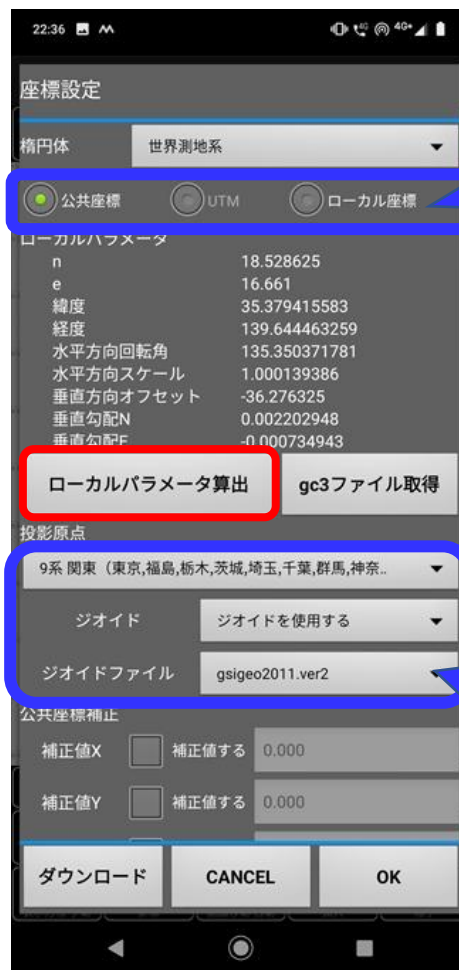 22:36 4G 4G+
座標設定
楕円体 世界測地系
公共座標 UTM ローカル座標
ローカルパラメータ
n 18.528625
e 16.661
緯度 35.379415583
経度 139.644463259
水平方向回転角 135.350371781
水平方向スケール 1.000139386
垂直方向オフセット -36.276325
垂直勾配N 0.002202948
垂直勾配E -0.000734943
ローカルパラメータ算出 gc3ファイル取得
投影原点
9系 関東（東京,福島,栃木,茨城,埼玉,千葉,群馬,神奈..
ジオイド ジオイドを使用する
ジオイドファイル gsigeo2011.ver2
公共座標補正
補正値X 補正値する 0.000
補正値Y 補正値する 0.000
ダウンロード CANCEL OK